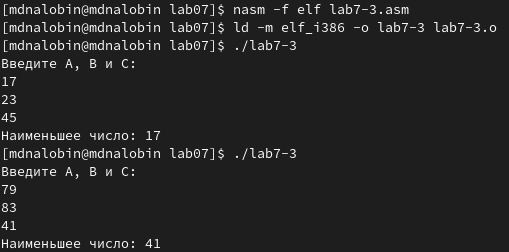 [mdnalobin@mdnalobin lab07]$ nasm -f elf lab7-3.asm
[mdnalobin@mdnalobin lab07]$ ld -m elf_i386 -o lab7-3 lab7-3.o
[mdnalobin@mdnalobin lab07]$ ./lab7-3
Введите A, B и C:
17
23
45
Наименьшее число: 17
[mdnalobin@mdnalobin lab07]$ ./lab7-3
Введите A, B и C:
79
83
41
Наименьшее число: 41